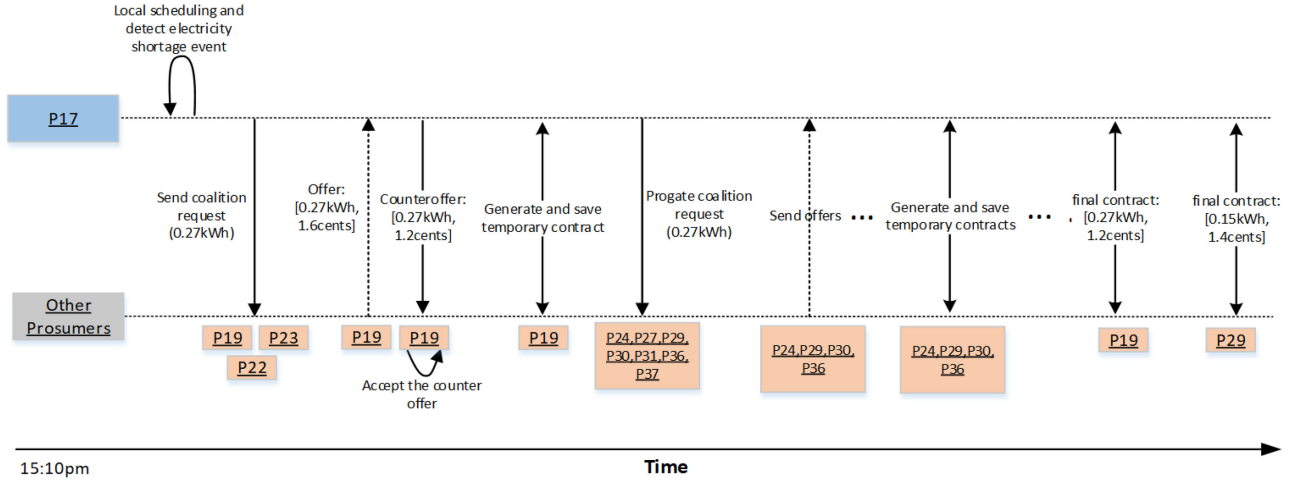 Local scheduling and
detect electricity
shortage event
P17
Send coalition
request
(0.27kWh)
Offer:
[0.27kWh,
1.6cents]
Counteroffer:
[0.27kWh,
1.2cents]
Generate and save
temporary contract
Progate coalition
request
(0.27kWh)
Send offers ...
Generate and save
temporary contracts
... .
final contract:
[0.27kWh,
1.2cents]
final contract:
[0.15kWh,
1.4cents]
Other
Prosumers
P19
P23
P22
P19
P19
Accept the counter
offer
P19
P24,P27,P29,
P30,P31,P36,
P37
P24,P29,P30,
P36
P24,P29,P30,
P36
P19
P29
15:10pm
Time